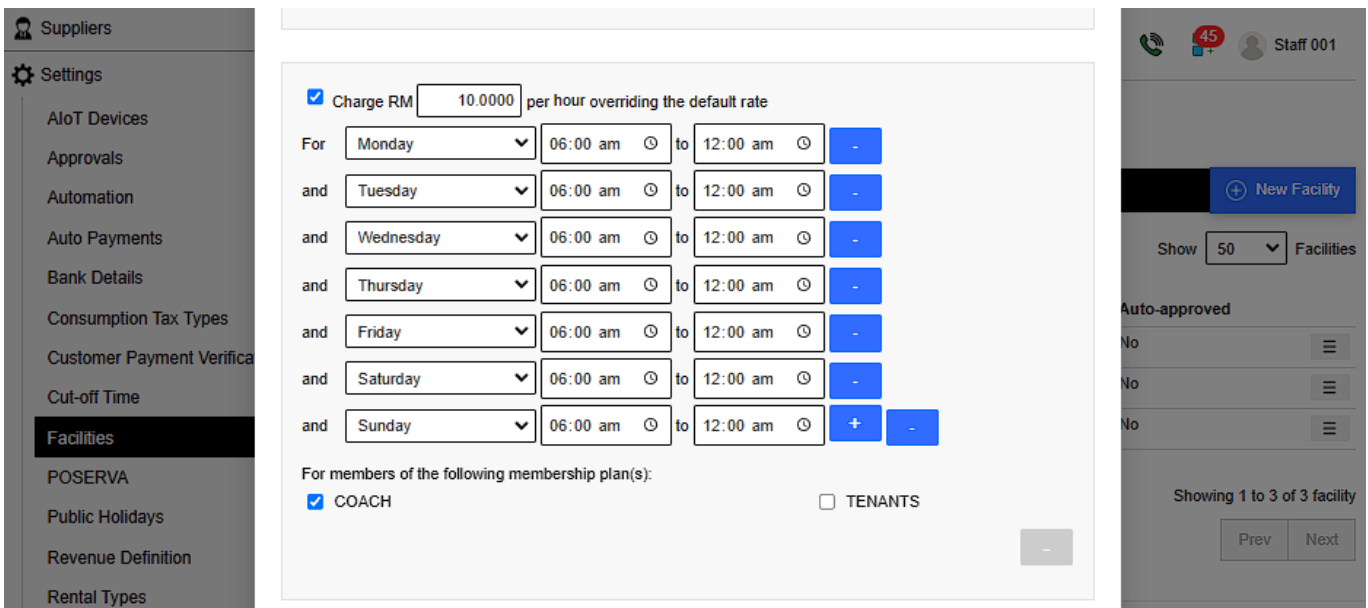 Suppliers
Settings
AIoT Devices
Approvals
Automation
Auto Payments
Bank Details
Consumption Tax Types
Customer Payment Verifica
Cut-off Time
Facilities
POSERVA
Public Holidays
Revenue Definition
Rental Types
Charge RM 10.0000 per hour overriding the default rate
For Monday 06:00 am to 12:00 am -
and Tuesday 06:00 am to 12:00 am -
and Wednesday 06:00 am to 12:00 am -
and Thursday 06:00 am to 12:00 am -
and Friday 06:00 am to 12:00 am -
and Saturday 06:00 am to 12:00 am -
and Sunday 06:00 am to 12:00 am + -
For members of the following membership plan(s):
COACH TENANTS
-
45 Staff 001
New Facility
Show 50 Facilities
Auto-approved
No
No
No
Showing 1 to 3 of 3 facility
Prev Next